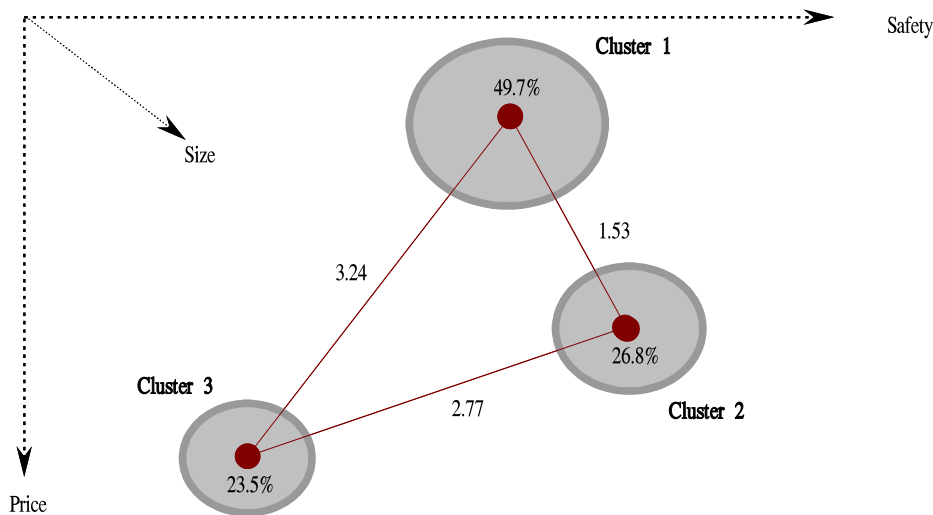 Safety
Cluster 1
49.7%
Size
1.53
3.24
26.8%
Cluster 3
Cluster 2
2.77
23.5%
Price